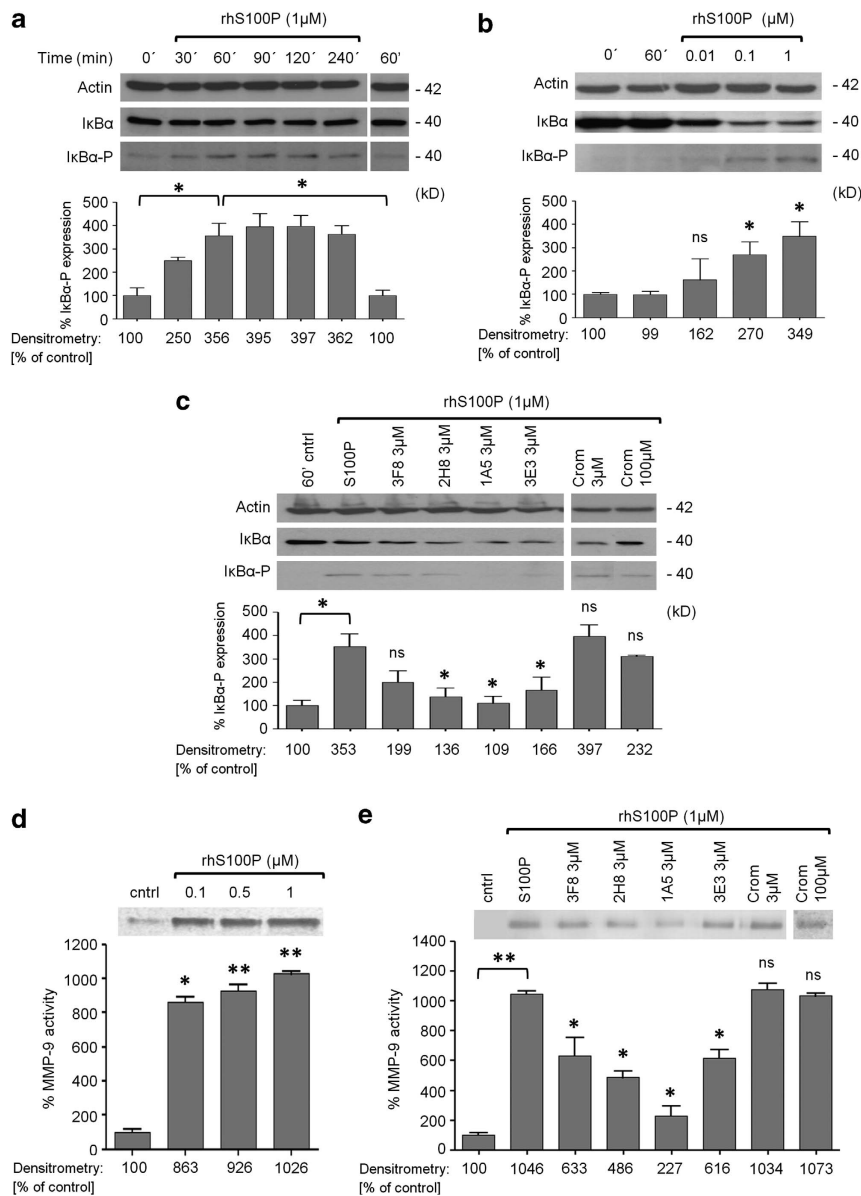 a
rhS100P (1µM)
Time (min) 0´ 30´ 60´ 90´ 120´ 240´ 60'
Actin - 42
IκBα - 40
IκBα-P - 40
(kD)
* *
% IκBα-P expression
500
400
300
200
100
0
Densitrometry: 100 250 356 395 397 362 100
[% of control]
b
rhS100P (µM)
0´ 60´ 0.01 0.1 1
Actin - 42
IκBα - 40
IκBα-P - 40
(kD)
ns * *
% IκBα-P expression
500
400
300
200
100
0
Densitrometry: 100 99 162 270 349
[% of control]
c
rhS100P (1µM)
60' cntrl S100P 3F8 3µM 2H8 3µM 1A5 3µM 3E3 3µM Crom 3µM Crom 100µM
Actin - 42
IκBα - 40
IκBα-P - 40
(kD)
* ns * * * ns ns
% IκBα-P expression
500
400
300
200
100
0
Densitrometry: 100 353 199 136 109 166 397 232
[% of control]
d
rhS100P (µM)
cntrl 0.1 0.5 1
* ** **
% MMP-9 activity
1200
1000
800
600
400
200
0
Densitrometry: 100 863 926 1026
[% of control]
e
rhS100P (1µM)
cntrl S100P 3F8 3µM 2H8 3µM 1A5 3µM 3E3 3µM Crom 3µM Crom 100µM
** * * * * ns ns
% MMP-9 activity
1400
1200
1000
800
600
400
200
0
Densitrometry: 100 1046 633 486 227 616 1034 1073
[% of control]